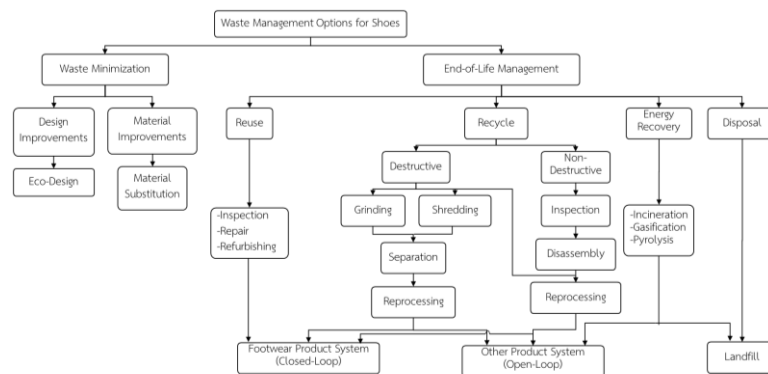 Waste Management Options for Shoes
Waste Minimization
End-of-Life Management
Design
Improvements
Material
Improvements
Reuse
Recycle
Energy
Recovery
Disposal
Eco-Design
Material
Substitution
Destructive
Non-
Destructive
Grinding
Shredding
Inspection
-Inspection
-Repair
-Refurbishing
-Incineration
-Gasification
-Pyrolysis
Separation
Disassembly
Reprocessing
Reprocessing
Footwear Product System
(Closed-Loop)
Other Product System
(Open-Loop)
Landfill